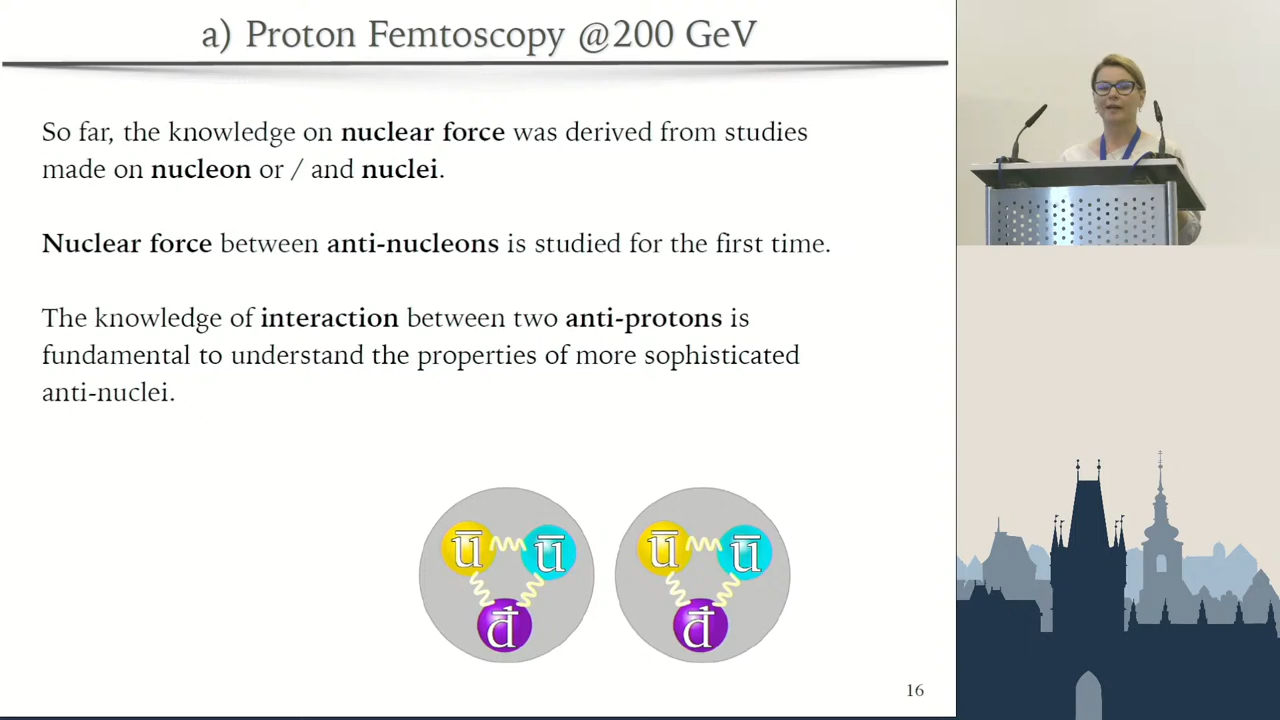 a) Proton Femtoscopy @200 GeV
So far, the knowledge on nuclear force was derived from studies
made on nucleon or / and nuclei.
Nuclear force between anti-nucleons is studied for the first time.
The knowledge of interaction between two anti-protons is
fundamental to understand the properties of more sophisticated
anti-nuclei.
u̅ u̅ u̅ u̅
d̅ d̅
16